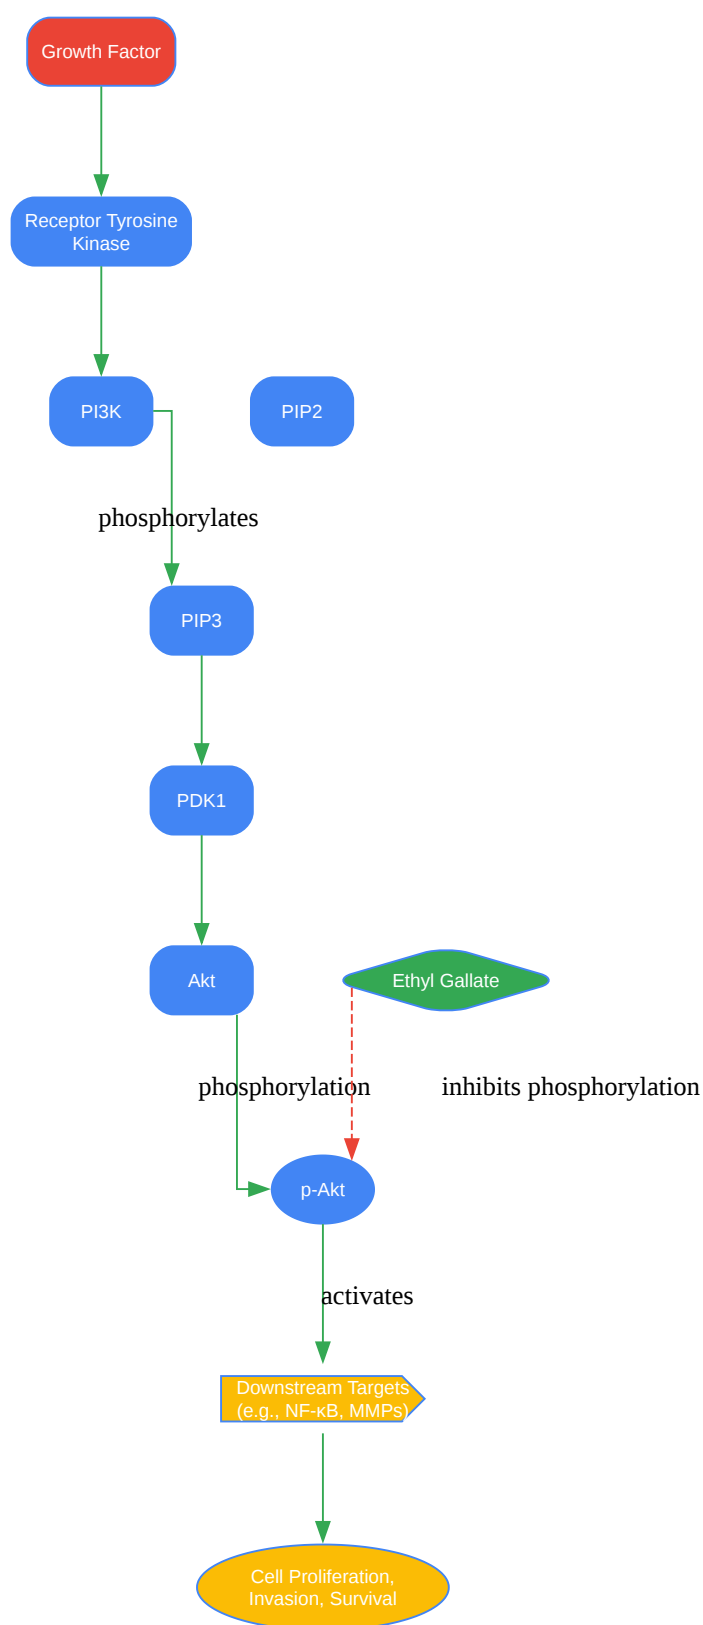 Growth Factor
Receptor Tyrosine
Kinase
PI3K
PIP2
phosphorylates
PIP3
PDK1
Akt
Ethyl Gallate
phosphorylation
inhibits phosphorylation
p-Akt
activates
Downstream Targets
(e.g., NF-κB, MMPs)
Cell Proliferation,
Invasion, Survival